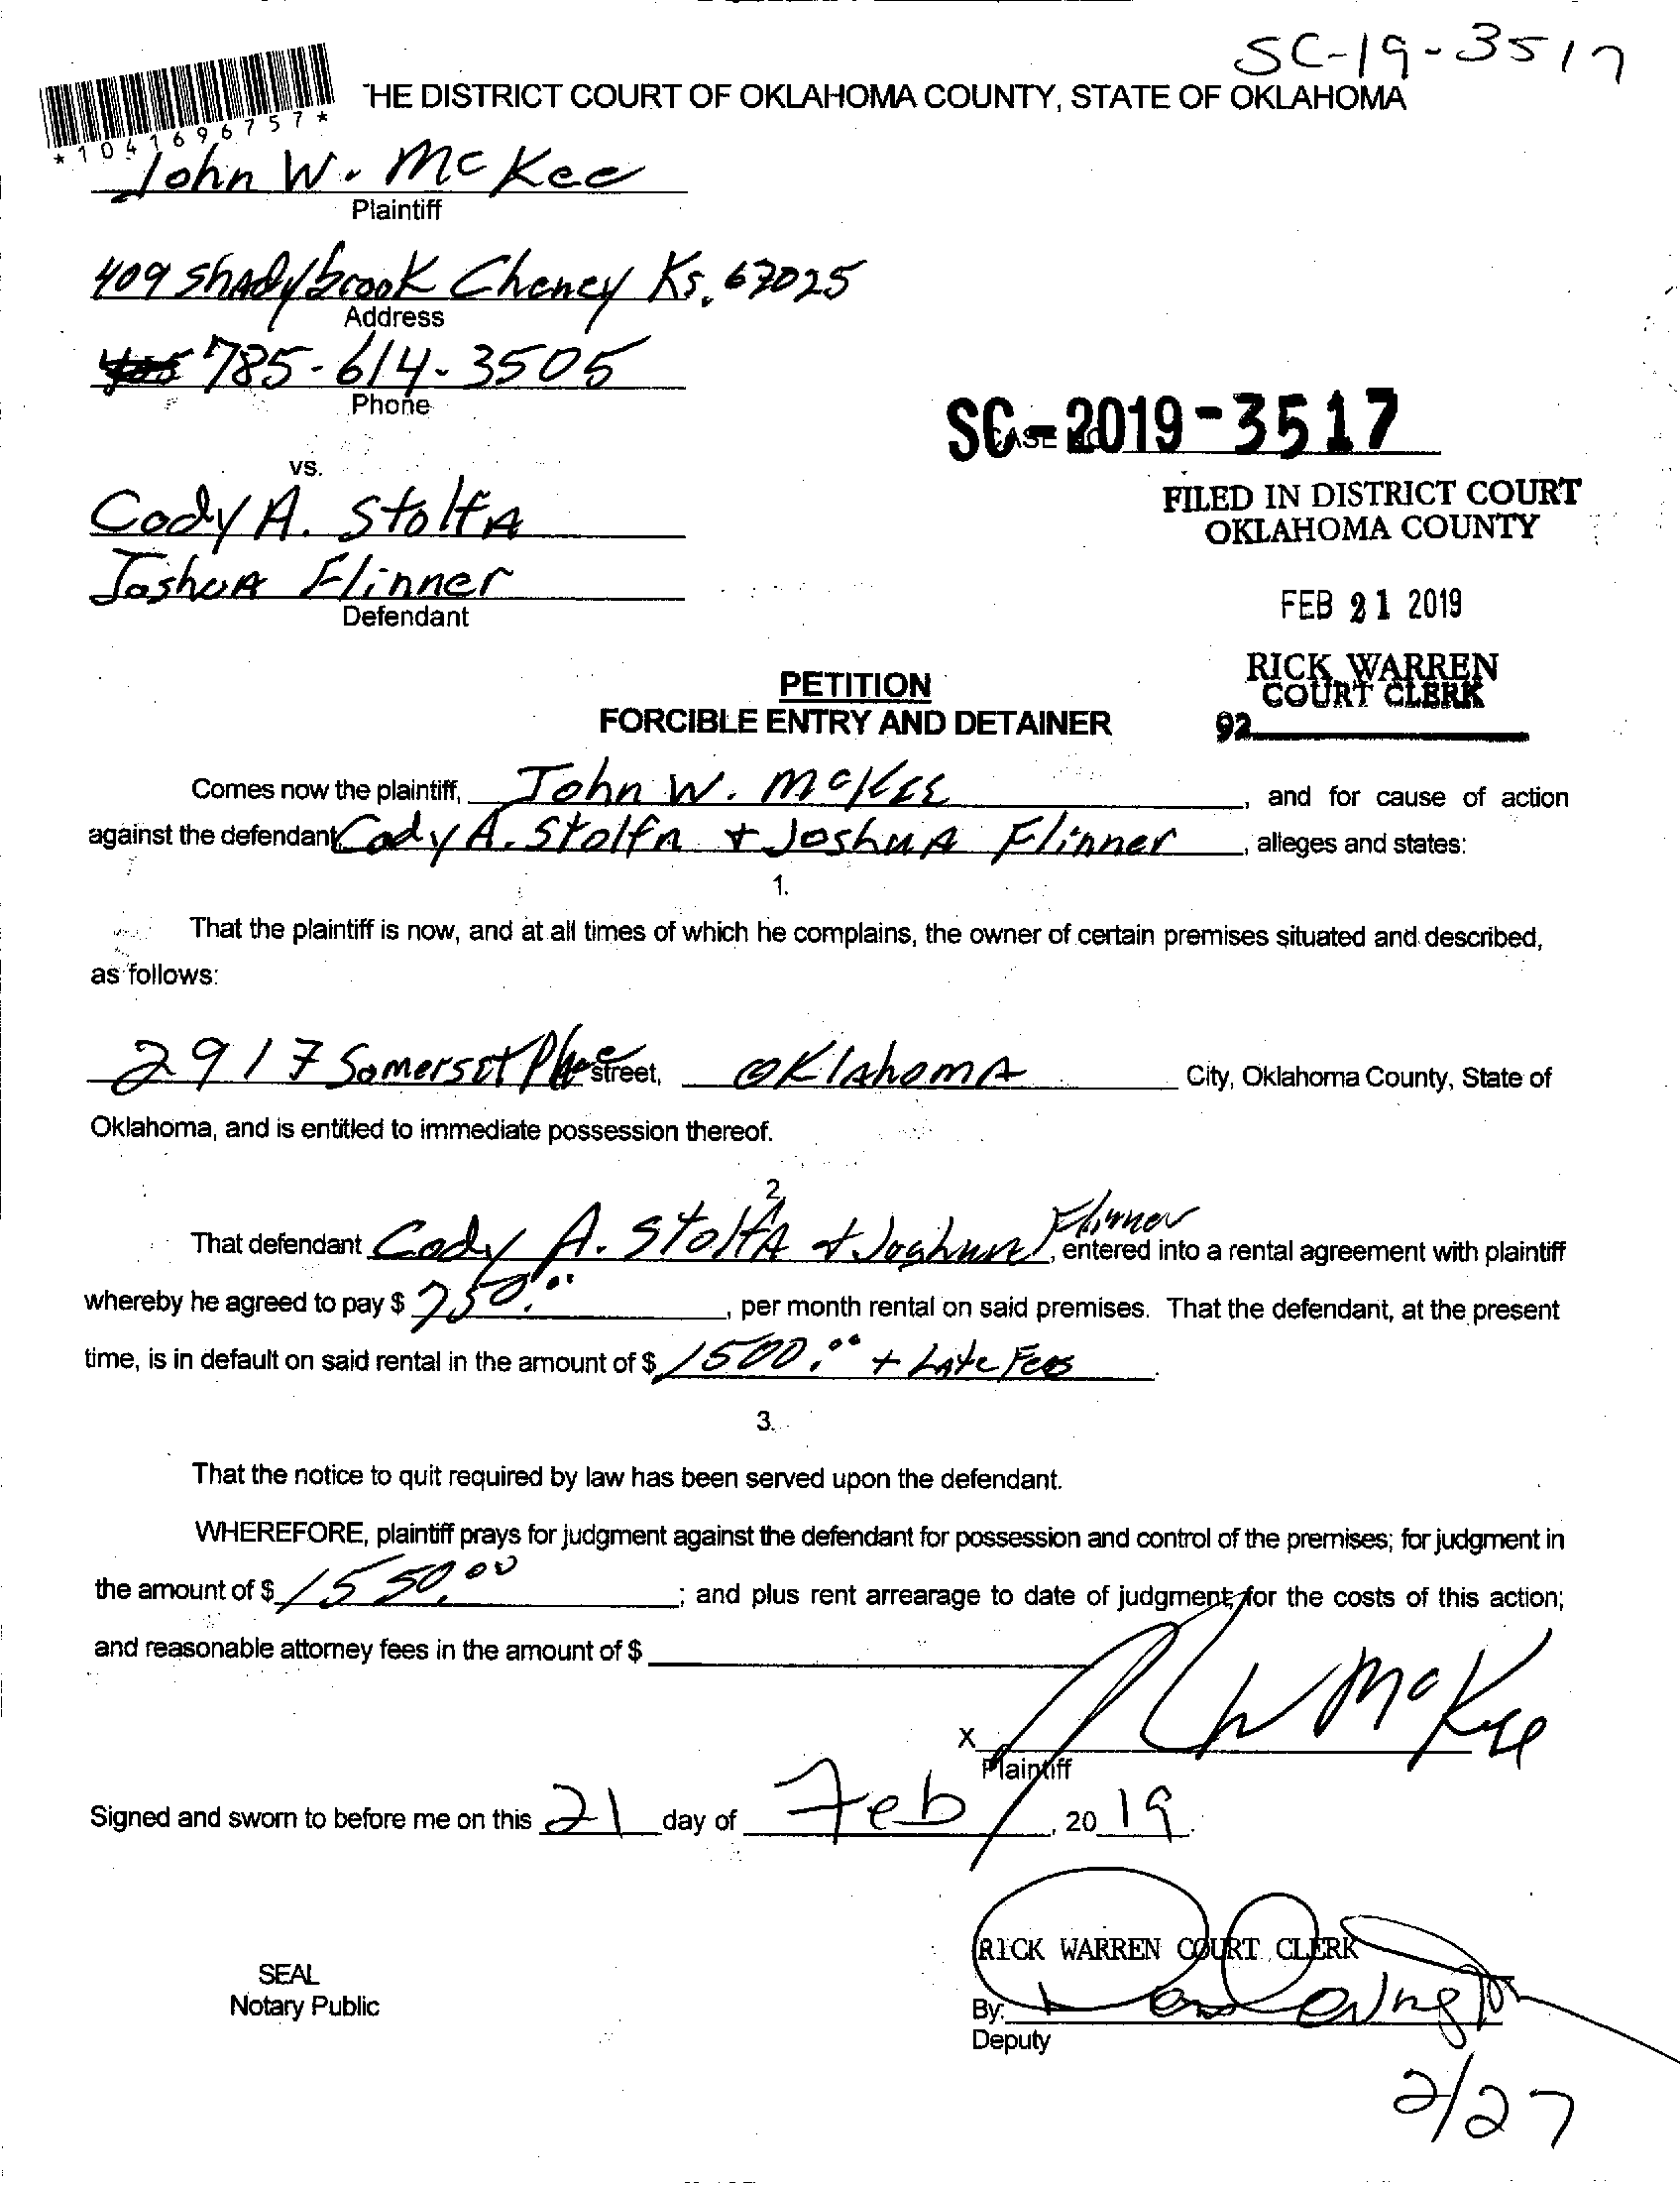 SC-19-3517
THE DISTRICT COURT OF OKLAHOMA COUNTY, STATE OF OKLAHOMA
*1041696757*
John W. McKee
Plaintiff
409 Shadybrook Cheney Ks. 67025
Address
785-614-3505
Phone
SC-2019-3517
CASE NO.
vs.
FILED IN DISTRICT COURT
OKLAHOMA COUNTY
Cody A. Stolfa
Joshua Flinner
Defendant
FEB 21 2019
RICK WARREN
COURT CLERK
92
PETITION
FORCIBLE ENTRY AND DETAINER
Comes now the plaintiff, John W. McKee, and for cause of action
against the defendant, Cody A. Stolfa + Joshua Flinner, alleges and states:
1.
That the plaintiff is now, and at all times of which he complains, the owner of certain premises situated and described,
as follows:
2917 Somerset Place Street, Oklahoma City, Oklahoma County, State of
Oklahoma, and is entitled to immediate possession thereof.
2.
That defendant Cody A. Stolfa + Joshua Flinner, entered into a rental agreement with plaintiff
whereby he agreed to pay $ 750.00, per month rental on said premises. That the defendant, at the present
time, is in default on said rental in the amount of $ 1500.00 + Late Fees.
3.
That the notice to quit required by law has been served upon the defendant.
WHEREFORE, plaintiff prays for judgment against the defendant for possession and control of the premises; for judgment in
the amount of $ 1550.00; and plus rent arrearage to date of judgment; for the costs of this action;
and reasonable attorney fees in the amount of $
X McKee
Plaintiff
Signed and sworn to before me on this 21 day of Feb, 2019.
RICK WARREN COURT CLERK
SEAL
Notary Public
By:
Deputy
2/27